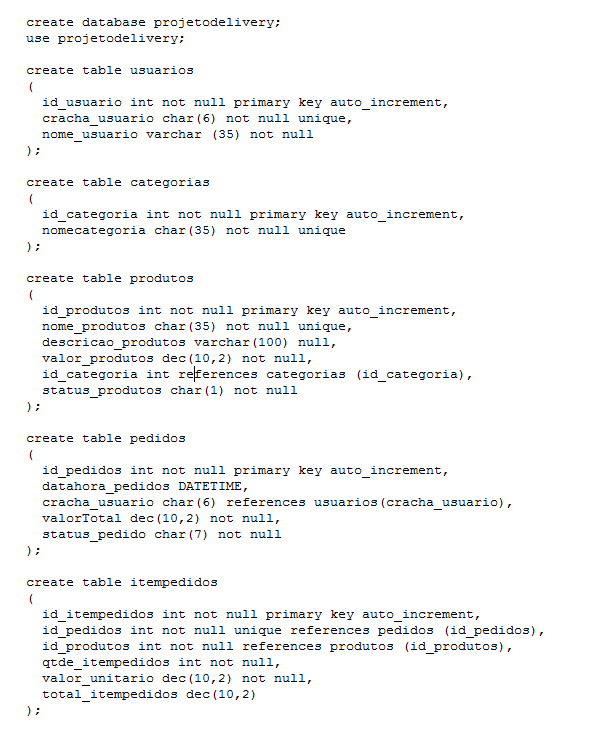 create database projetodelivery;
use projetodelivery;

create table usuarios
(
  id_usuario int not null primary key auto_increment,
  cracha_usuario char(6) not null unique,
  nome_usuario varchar (35) not null
);

create table categorias
(
  id_categoria int not null primary key auto_increment,
  nomecategoria char(35) not null unique
);

create table produtos
(
  id_produtos int not null primary key auto_increment,
  nome_produtos char(35) not null unique,
  descricao_produtos varchar(100) null,
  valor_produtos dec(10,2) not null,
  id_categoria int references categorias (id_categoria),
  status_produtos char(1) not null
);

create table pedidos
(
  id_pedidos int not null primary key auto_increment,
  datahora_pedidos DATETIME,
  cracha_usuario char(6) references usuarios(cracha_usuario),
  valorTotal dec(10,2) not null,
  status_pedido char(7) not null
);

create table itempedidos
(
  id_itempedidos int not null primary key auto_increment,
  id_pedidos int not null unique references pedidos (id_pedidos),
  id_produtos int not null references produtos (id_produtos),
  qtde_itempedidos int not null,
  valor_unitario dec(10,2) not null,
  total_itempedidos dec(10,2)
);